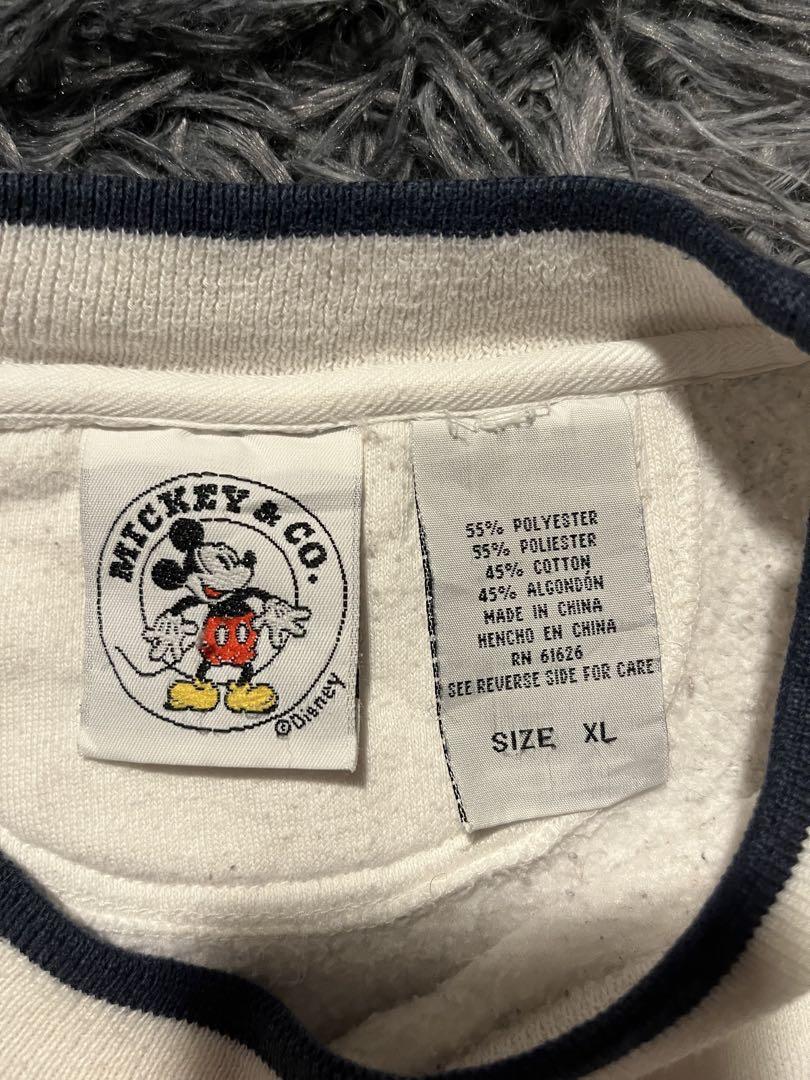 MICKEY & CO.
©Disney
55% POLYESTER
55% POLIESTER
45% COTTON
45% ALGONDÓN
MADE IN CHINA
HENCHO EN CHINA
RN 61626
SEE REVERSE SIDE FOR CARE
SIZE XL